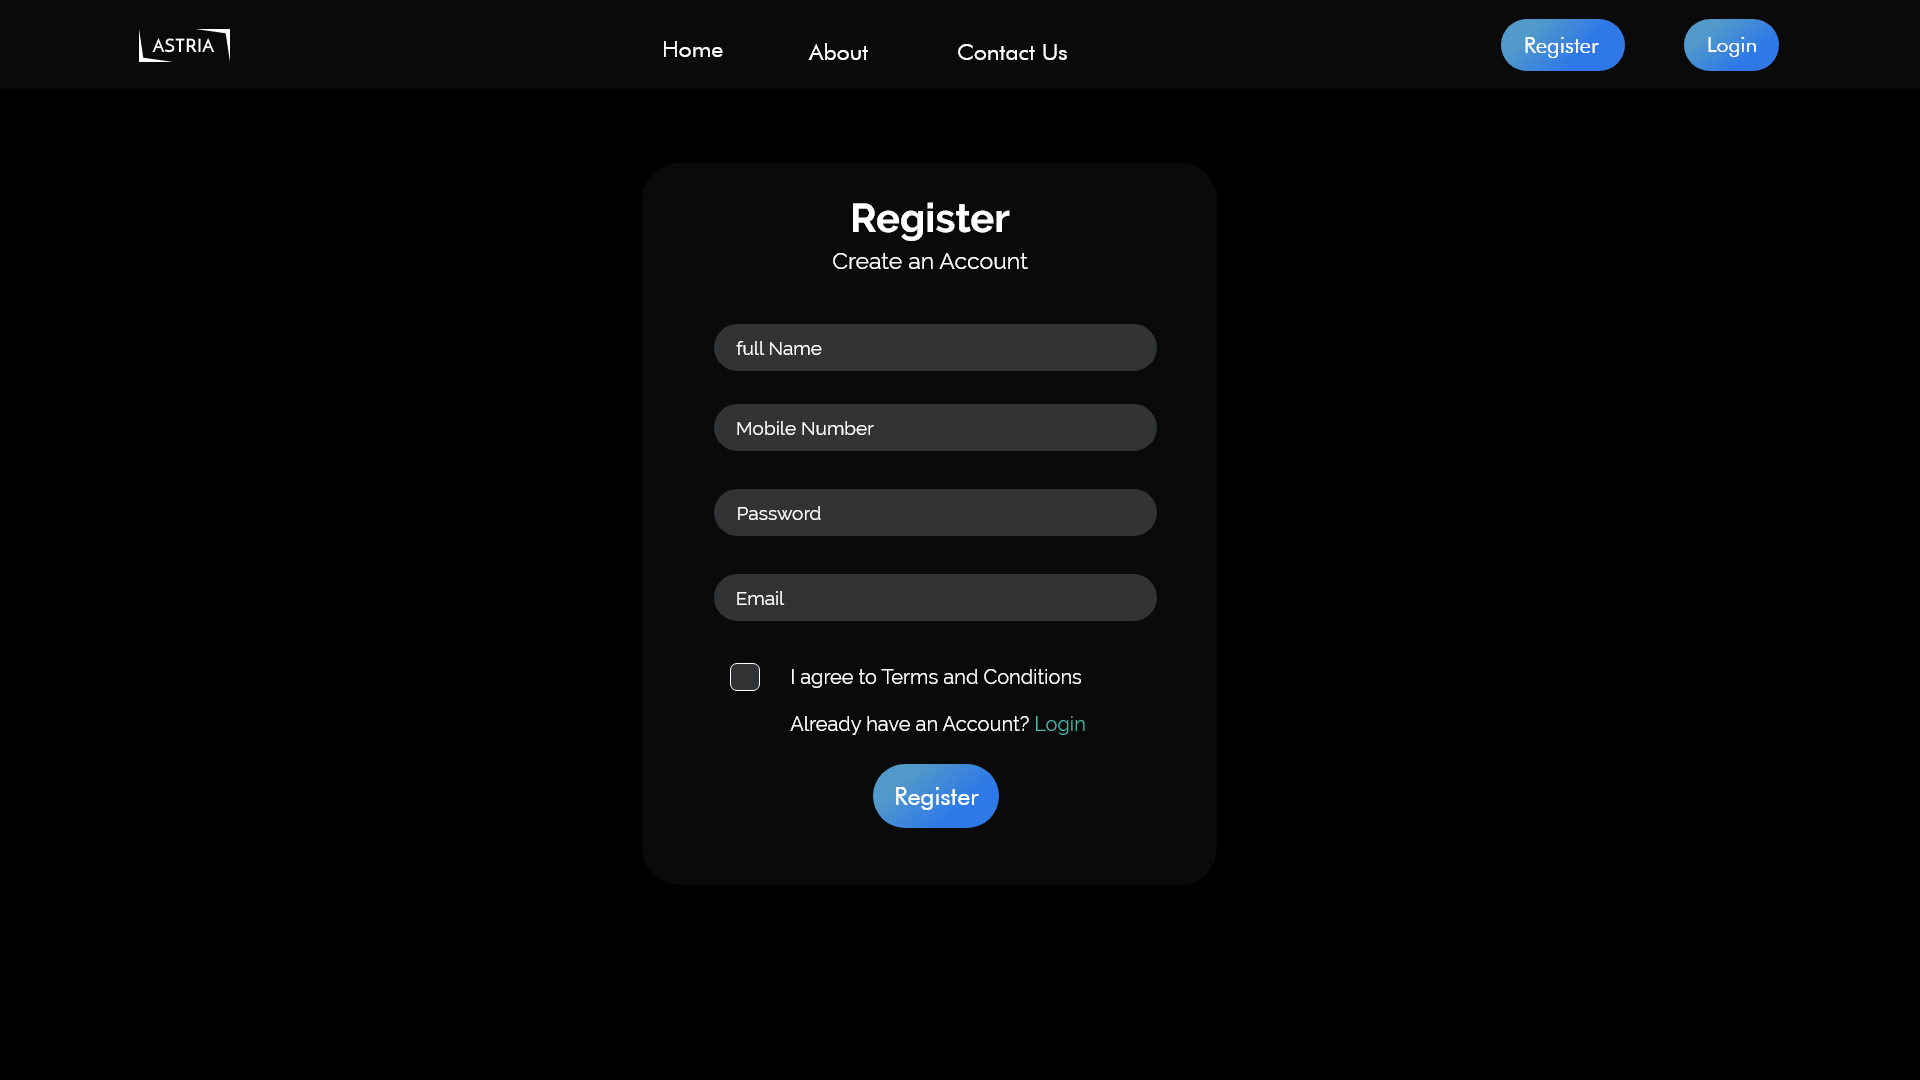 ASTRIA
Home
About
Contact Us
Register
Login
Register
Create an Account
full Name
Mobile Number
Password
Email
I agree to Terms and Conditions
Already have an Account? Login
Register